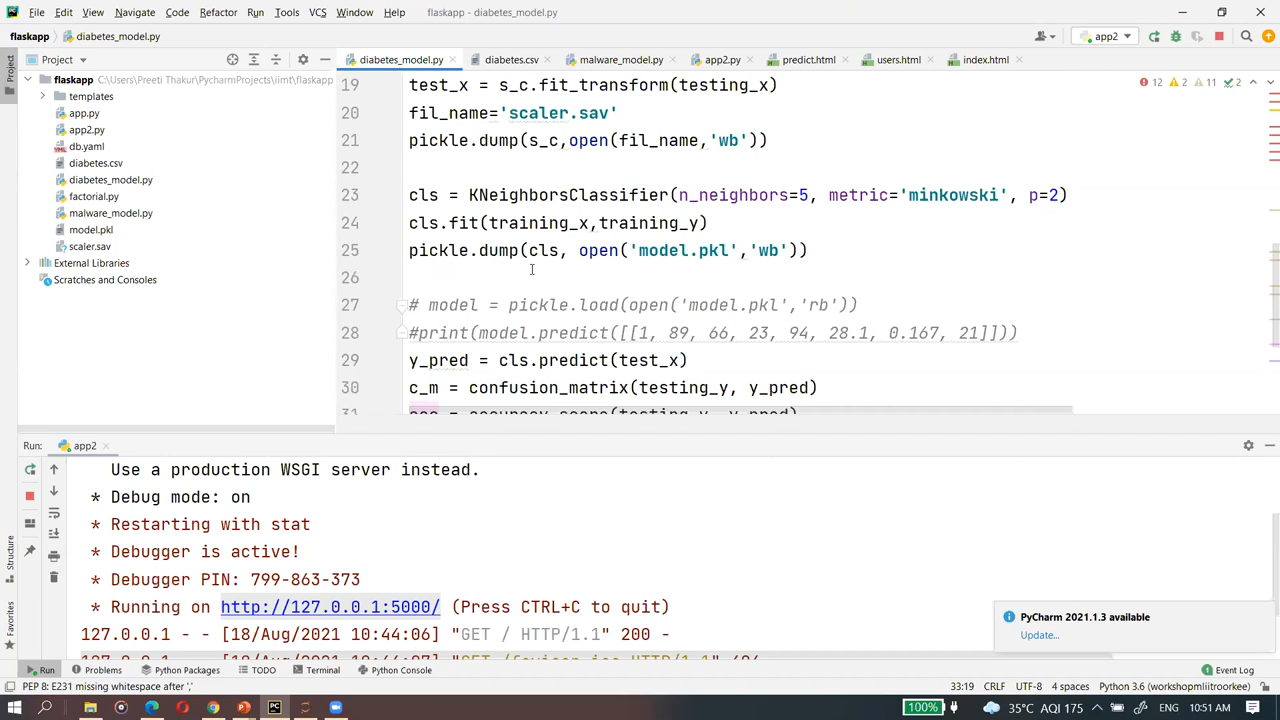 File Edit View Navigate Code Refactor Run Tools VCS Window Help flaskapp - diabetes_model.py
flaskapp diabetes_model.py app2
Project diabetes_model.py diabetes.csv malware_model.py app2.py predict.html users.html index.html
Project
flaskapp C:\Users\Preeti Thakur\PycharmProjects\iimt\flaskapp
templates
app.py
app2.py
db.yaml
diabetes.csv
diabetes_model.py
factorial.py
malware_model.py
model.pkl
scaler.sav
External Libraries
Scratches and Consoles
12 2 11 2
19 test_x = s_c.fit_transform(testing_x)
20 fil_name='scaler.sav'
21 pickle.dump(s_c,open(fil_name,'wb'))
22
23 cls = KNeighborsClassifier(n_neighbors=5, metric='minkowski', p=2)
24 cls.fit(training_x,training_y)
25 pickle.dump(cls, open('model.pkl','wb'))
26
27 # model = pickle.load(open('model.pkl','rb'))
28 #print(model.predict([[1, 89, 66, 23, 94, 28.1, 0.167, 21]]))
29 y_pred = cls.predict(test_x)
30 c_m = confusion_matrix(testing_y, y_pred)
31 acc = accuracy_score(testing_y, y_pred)
Run: app2
Use a production WSGI server instead.
* Debug mode: on
* Restarting with stat
* Debugger is active!
* Debugger PIN: 799-863-373
* Running on http://127.0.0.1:5000/ (Press CTRL+C to quit)
127.0.0.1 - - [18/Aug/2021 10:44:06] "GET / HTTP/1.1" 200 -
PyCharm 2021.1.3 available
Update...
Structure
Favorites
Run Problems Python Packages TODO Terminal Python Console Event Log
PEP 8: E231 missing whitespace after ',' 33:19 CRLF UTF-8 4 spaces Python 3.6 (workshopmliitroorkee)
100% 35°C AQI 175 ENG 10:51 AM